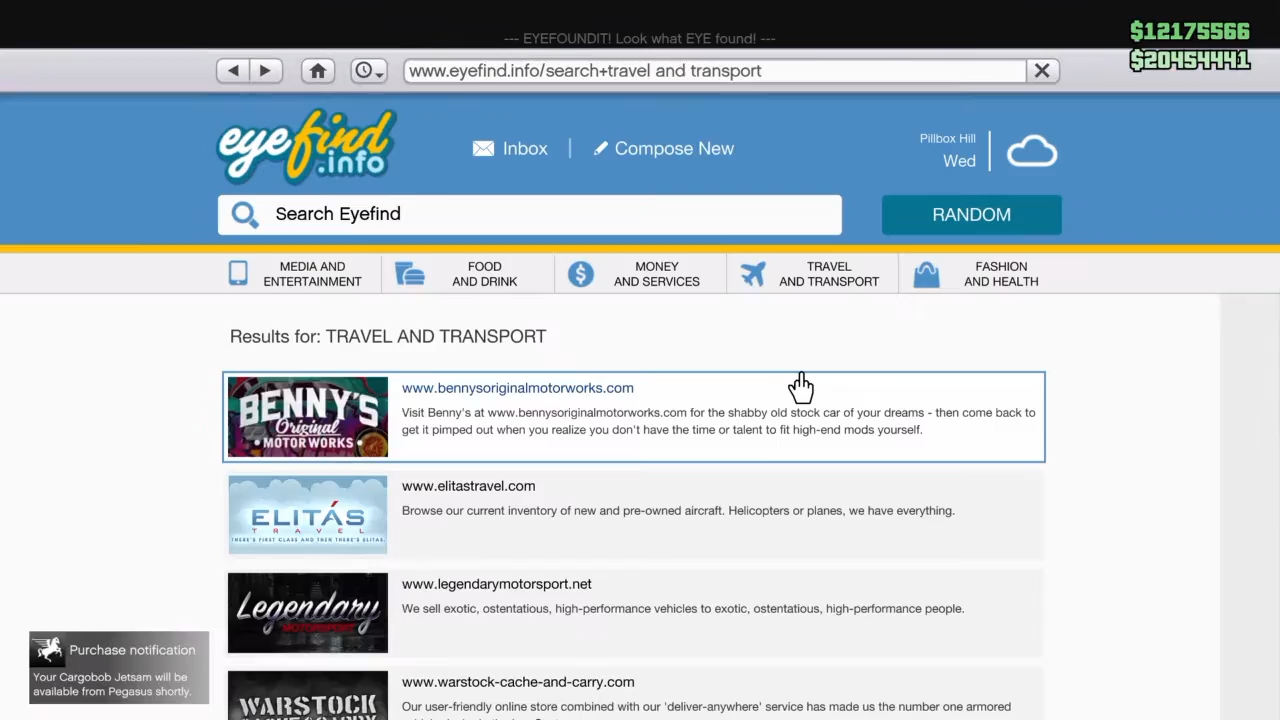 --- EYEFOUNDIT! Look what EYE found! ---
$12175566
$20454441
www.eyefind.info/search+travel and transport
eyefind
.info
Inbox
Compose New
Pillbox Hill
Wed
Search Eyefind
RANDOM
MEDIA AND
ENTERTAINMENT
FOOD
AND DRINK
MONEY
AND SERVICES
TRAVEL
AND TRANSPORT
FASHION
AND HEALTH
Results for: TRAVEL AND TRANSPORT
BENNY'S
Original
MOTOR WORKS
www.bennysoriginalmotorworks.com
Visit Benny's at www.bennysoriginalmotorworks.com for the shabby old stock car of your dreams - then come back to
get it pimped out when you realize you don't have the time or talent to fit high-end mods yourself.
ELITÁS
TRAVEL
THERE'S FIRST CLASS AND THEN THERE'S ELITAS.
www.elitastravel.com
Browse our current inventory of new and pre-owned aircraft. Helicopters or planes, we have everything.
Legendary
MOTORSPORT
www.legendarymotorsport.net
We sell exotic, ostentatious, high-performance vehicles to exotic, ostentatious, high-performance people.
Purchase notification
Your Cargobob Jetsam will be
available from Pegasus shortly.
WARSTOCK
www.warstock-cache-and-carry.com
Our user-friendly online store combined with our 'deliver-anywhere' service has made us the number one armored